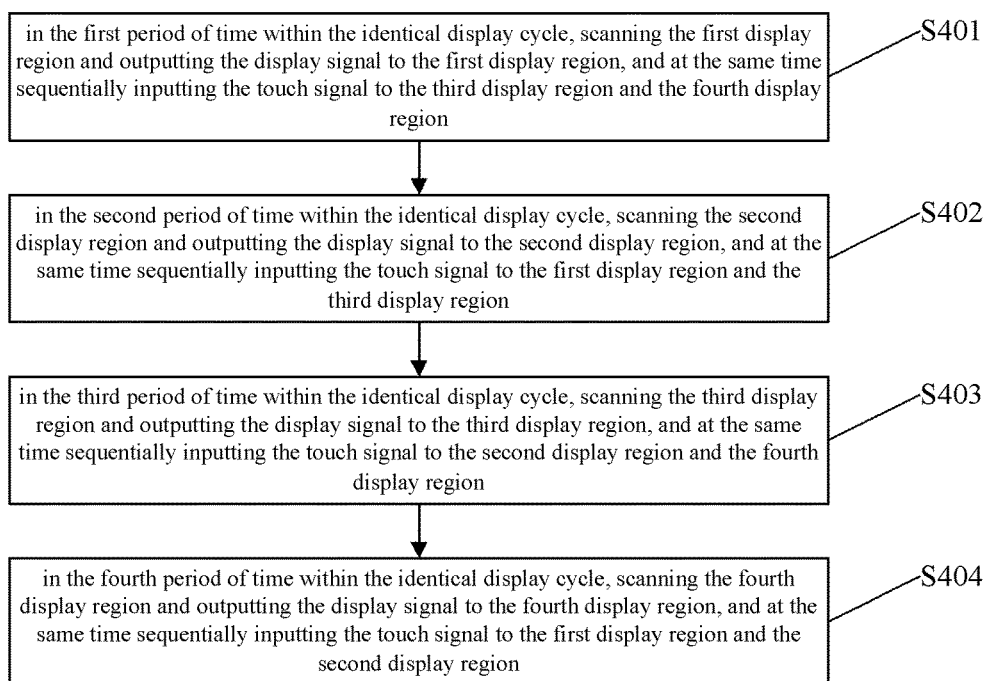 in the first period of time within the identical display cycle, scanning the first display
region and outputting the display signal to the first display region, and at the same time
sequentially inputting the touch signal to the third display region and the fourth display
region
S401
in the second period of time within the identical display cycle, scanning the second
display region and outputting the display signal to the second display region, and at the
same time sequentially inputting the touch signal to the first display region and the
third display region
S402
in the third period of time within the identical display cycle, scanning the third display
region and outputting the display signal to the third display region, and at the same
time sequentially inputting the touch signal to the second display region and the fourth
display region
S403
in the fourth period of time within the identical display cycle, scanning the fourth
display region and outputting the display signal to the fourth display region, and at the
same time sequentially inputting the touch signal to the first display region and the
second display region
S404